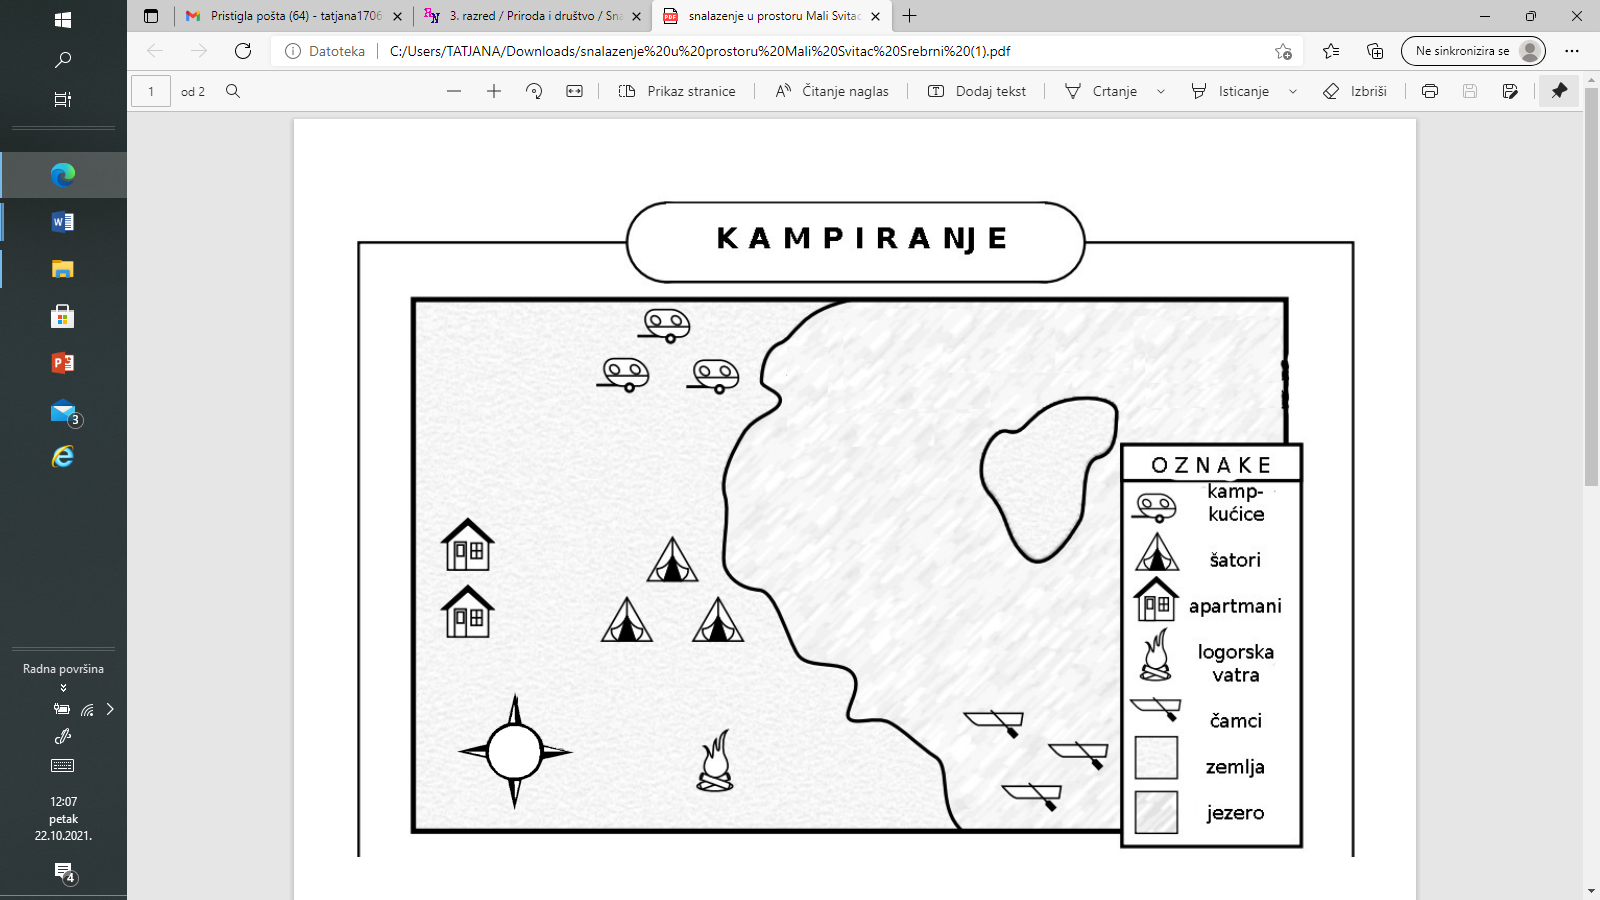 Pristigla pošta (64) - tatjana1706
3. razred / Priroda i društvo / Sna
snalazenje u prostoru Mali Svitac
Datoteka
C:/Users/TATJANA/Downloads/snalazenje%20u%20prostoru%20Mali%20Svitac%20Srebrni%20(1).pdf
Ne sinkronizira se
1
od 2
Prikaz stranice
Čitanje naglas
Dodaj tekst
Crtanje
Isticanje
Izbriši
KAMPIRANJE
OZNAKE
kamp-
kućice
šatori
apartmani
logorska
vatra
čamci
zemlja
jezero
3
Radna površina
12:07
petak
22.10.2021.
4